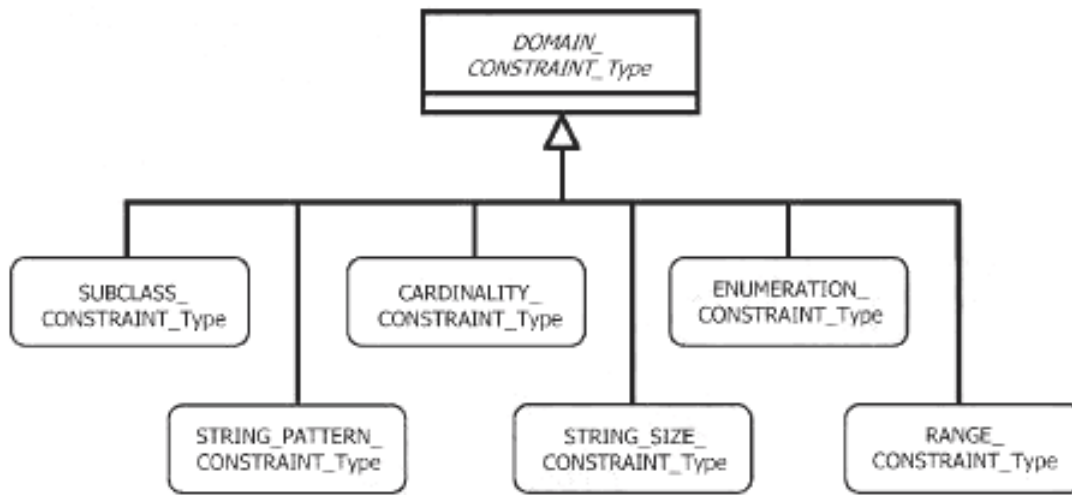 DOMAIN_
CONSTRAINT_Type
SUBCLASS_
CONSTRAINT_Type
CARDINALITY_
CONSTRAINT_Type
ENUMERATION_
CONSTRAINT_Type
STRING_PATTERN_
CONSTRAINT_Type
STRING_SIZE_
CONSTRAINT_Type
RANGE_
CONSTRAINT_Type